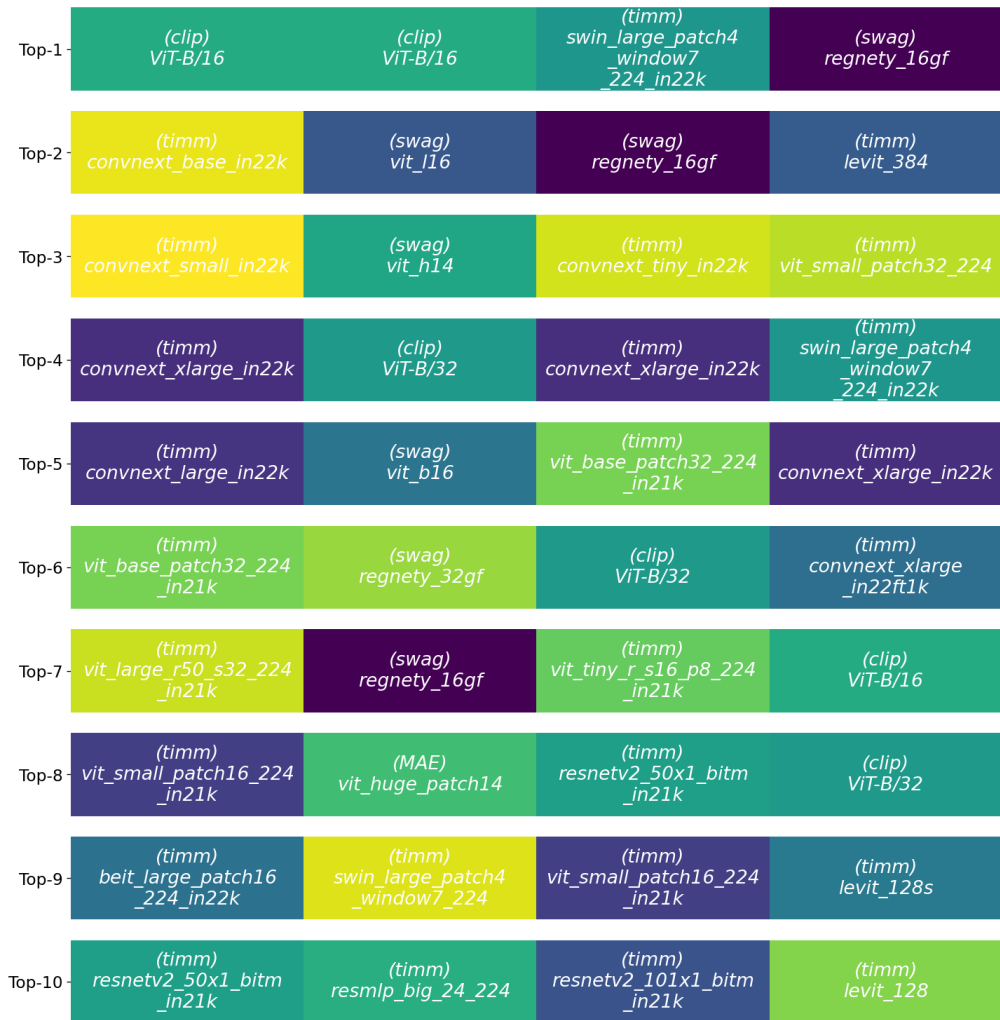 Top-1
(clip)
ViT-B/16
(clip)
ViT-B/16
(timm)
swin_large_patch4
_window7
_224_in22k
(swag)
regnety_16gf
Top-2
(timm)
convnext_base_in22k
(swag)
vit_l16
(swag)
regnety_16gf
(timm)
levit_384
Top-3
(timm)
convnext_small_in22k
(swag)
vit_h14
(timm)
convnext_tiny_in22k
(timm)
vit_small_patch32_224
Top-4
(timm)
convnext_xlarge_in22k
(clip)
ViT-B/32
(timm)
convnext_xlarge_in22k
(timm)
swin_large_patch4
_window7
_224_in22k
Top-5
(timm)
convnext_large_in22k
(swag)
vit_b16
(timm)
vit_base_patch32_224
_in21k
(timm)
convnext_xlarge_in22k
Top-6
(timm)
vit_base_patch32_224
_in21k
(swag)
regnety_32gf
(clip)
ViT-B/32
(timm)
convnext_xlarge
_in22ft1k
Top-7
(timm)
vit_large_r50_s32_224
_in21k
(swag)
regnety_16gf
(timm)
vit_tiny_r_s16_p8_224
_in21k
(clip)
ViT-B/16
Top-8
(timm)
vit_small_patch16_224
_in21k
(MAE)
vit_huge_patch14
(timm)
resnetv2_50x1_bitm
_in21k
(clip)
ViT-B/32
Top-9
(timm)
beit_large_patch16
_224_in22k
(timm)
swin_large_patch4
_window7_224
(timm)
vit_small_patch16_224
_in21k
(timm)
levit_128s
Top-10
(timm)
resnetv2_50x1_bitm
_in21k
(timm)
resmlp_big_24_224
(timm)
resnetv2_101x1_bitm
_in21k
(timm)
levit_128